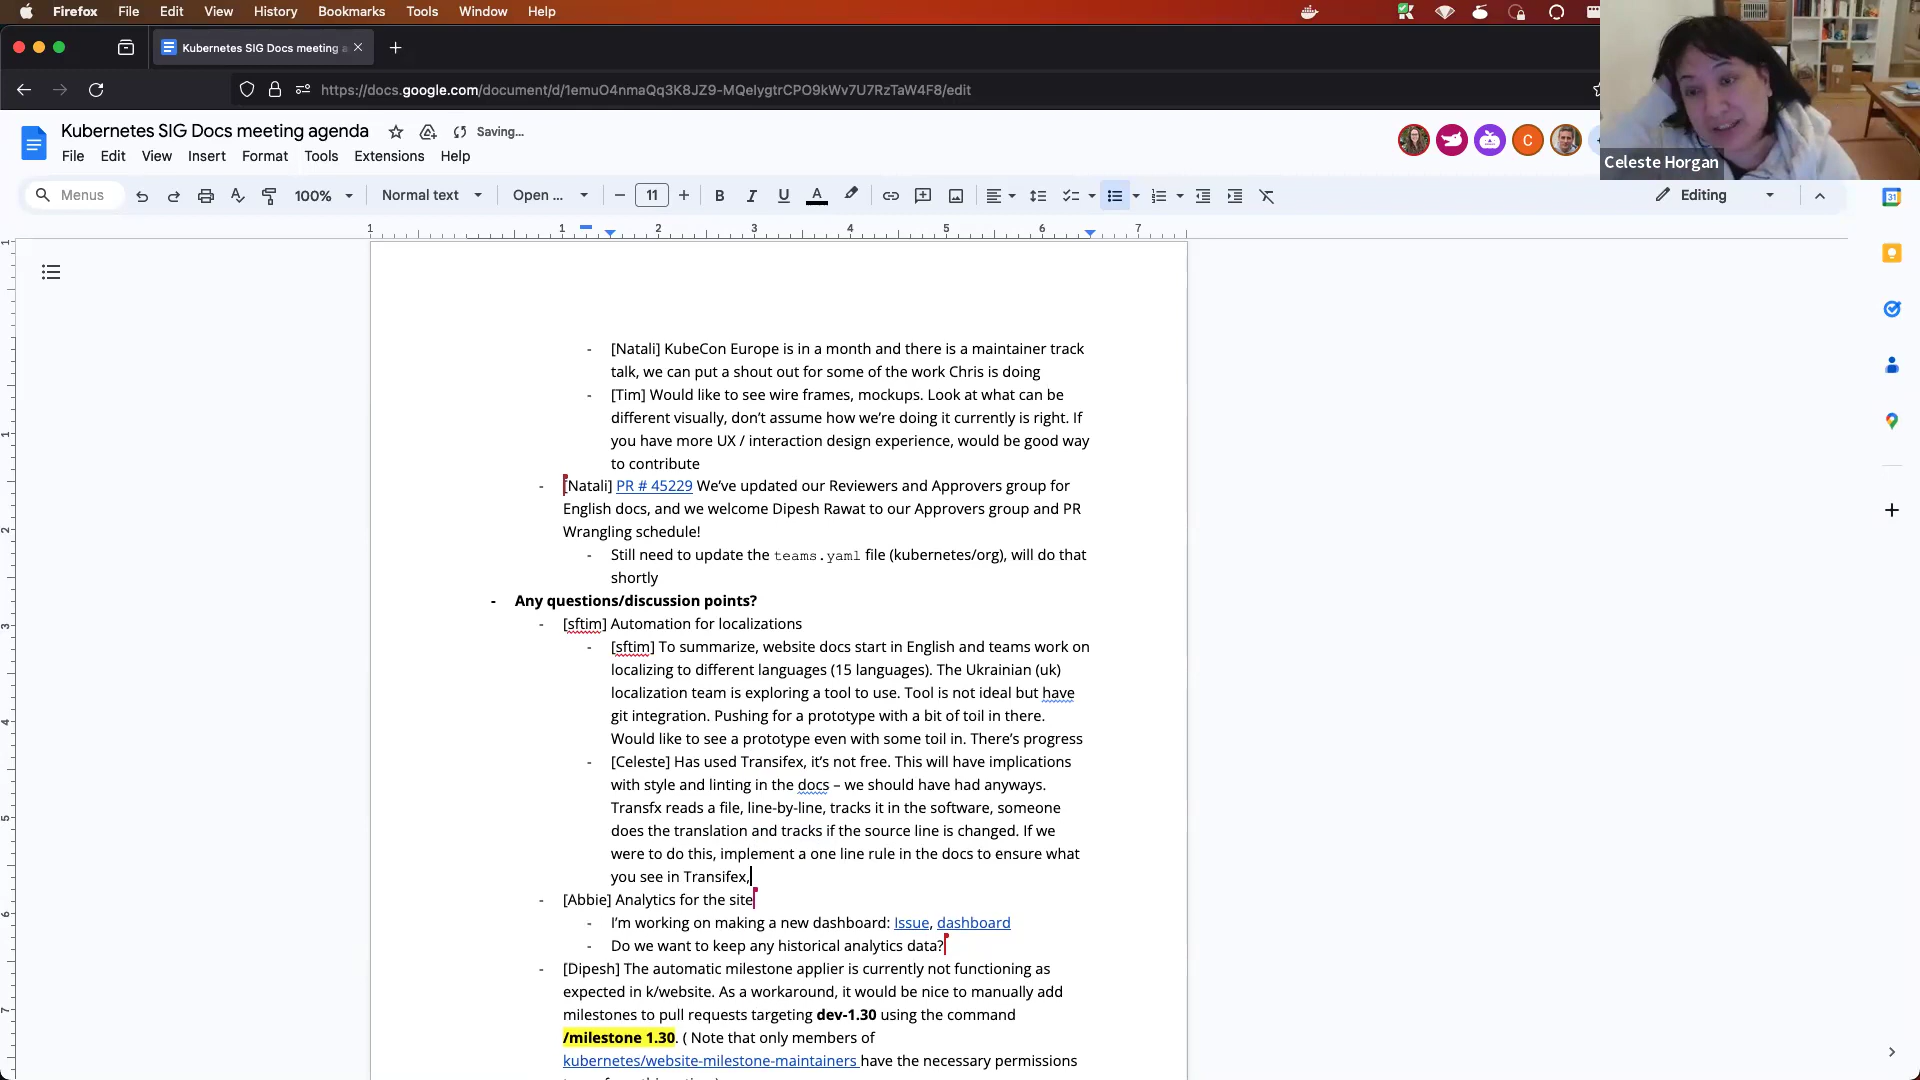 Firefox File Edit View History Bookmarks Tools Window Help
Kubernetes SIG Docs meeting a
https://docs.google.com/document/d/1emuO4nmaQq3K8JZ9-MQelygtrCPO9kWv7U7RzTaW4F8/edit
Kubernetes SIG Docs meeting agenda Saving...
C
File Edit View Insert Format Tools Extensions Help
Celeste Horgan
Menus 100% Normal text Open ... 11 B I U A Editing
31
1 1 2 3 4 5 6 7
- [Natali] KubeCon Europe is in a month and there is a maintainer track
talk, we can put a shout out for some of the work Chris is doing
- [Tim] Would like to see wire frames, mockups. Look at what can be
different visually, don’t assume how we’re doing it currently is right. If
you have more UX / interaction design experience, would be good way
to contribute
- [Natali] PR # 45229 We’ve updated our Reviewers and Approvers group for
English docs, and we welcome Dipesh Rawat to our Approvers group and PR
Wrangling schedule!
- Still need to update the teams.yaml file (kubernetes/org), will do that
shortly
- Any questions/discussion points?
- [sftim] Automation for localizations
- [sftim] To summarize, website docs start in English and teams work on
localizing to different languages (15 languages). The Ukrainian (uk)
localization team is exploring a tool to use. Tool is not ideal but have
git integration. Pushing for a prototype with a bit of toil in there.
Would like to see a prototype even with some toil in. There’s progress
- [Celeste] Has used Transifex, it’s not free. This will have implications
with style and linting in the docs – we should have had anyways.
Transfx reads a file, line-by-line, tracks it in the software, someone
does the translation and tracks if the source line is changed. If we
were to do this, implement a one line rule in the docs to ensure what
you see in Transifex,
- [Abbie] Analytics for the site
- I’m working on making a new dashboard: Issue, dashboard
- Do we want to keep any historical analytics data?
- [Dipesh] The automatic milestone applier is currently not functioning as
expected in k/website. As a workaround, it would be nice to manually add
milestones to pull requests targeting dev-1.30 using the command
/milestone 1.30. ( Note that only members of
kubernetes/website-milestone-maintainers have the necessary permissions